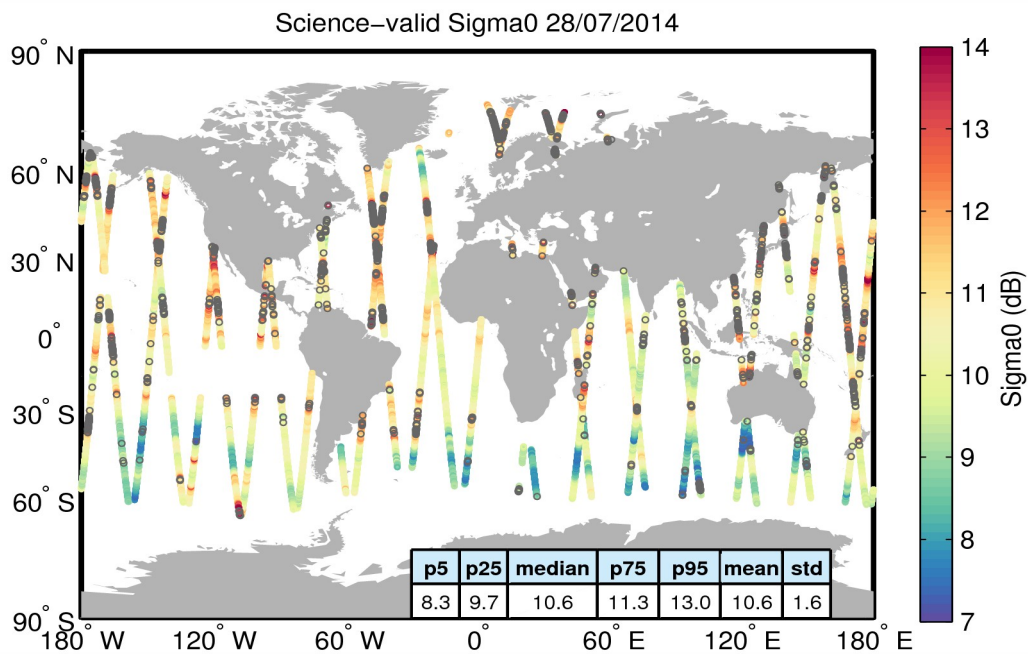 Science−valid Sigma0 28/07/2014
90° N
60° N
30° N
0°
30° S
60° S
90° S
180° W
120° W
60° W
0°
60° E
120° E
180° E
p5 p25 median p75 p95 mean std
8.3 9.7 10.6 11.3 13.0 10.6 1.6
14
13
12
11
10
9
8
7
Sigma0 (dB)